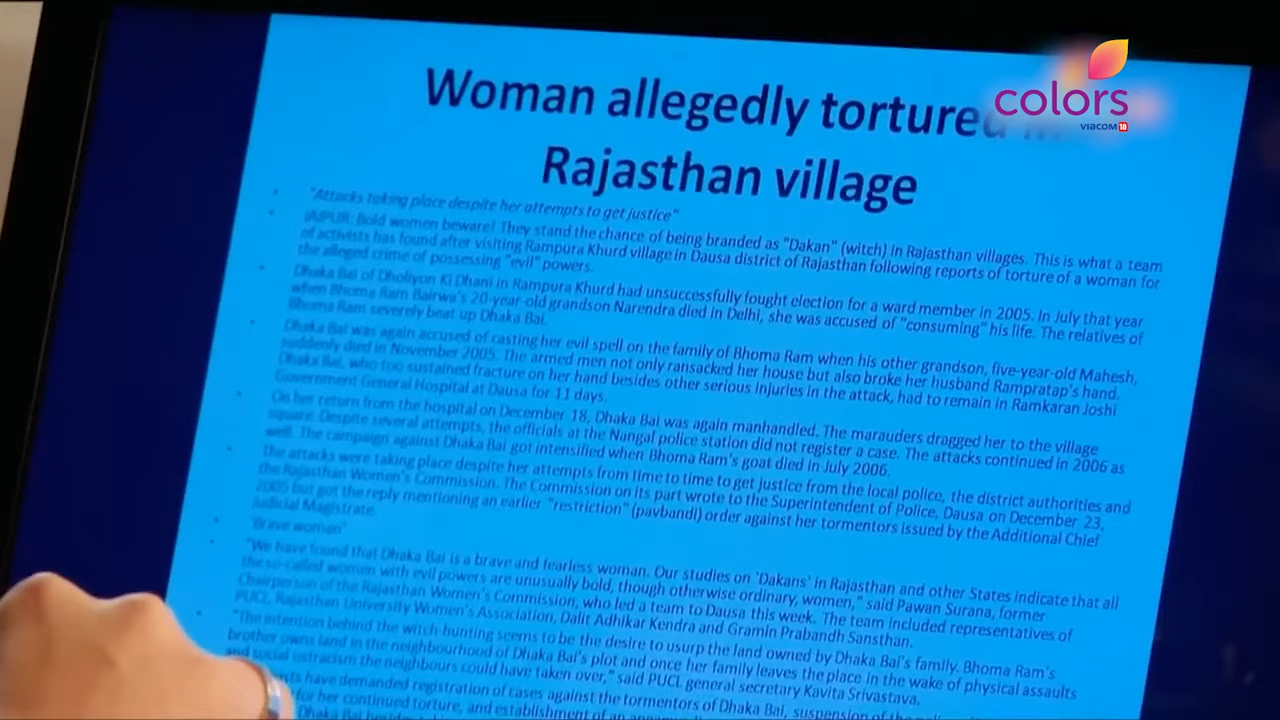 Woman allegedly tortured
Rajasthan village
colors
VIACOM 18
• "Attacks taking place despite her attempts to get justice"
• JAIPUR: Bold women beware! They stand the chance of being branded as "Dakan" (witch) in Rajasthan villages. This is what a team
of activists has found after visiting Rampura Khurd village in Dausa district of Rajasthan following reports of torture of a woman for
the alleged crime of possessing "evil" powers.
• Dhaka Bai of Dholiyon Ki Dhani in Rampura Khurd had unsuccessfully fought election for a ward member in 2005. In July that year
when Bhoma Ram Bairwa's 20-year-old grandson Narendra died in Delhi, she was accused of "consuming" his life. The relatives of
Bhoma Ram severely beat up Dhaka Bai.
• Dhaka Bai was again accused of casting her evil spell on the family of Bhoma Ram when his other grandson, five-year-old Mahesh,
suddenly died in November 2005. The armed men not only ransacked her house but also broke her husband Rampratap's hand.
Dhaka Bai, who too sustained fracture on her hand besides other serious injuries in the attack, had to remain in Ramkaran Joshi
Government General Hospital at Dausa for 11 days.
• On her return from the hospital on December 18, Dhaka Bai was again manhandled. The marauders dragged her to the village
square. Despite several attempts, the officials at the Nangal police station did not register a case. The attacks continued in 2006 as
well. The campaign against Dhaka Bai got intensified when Bhoma Ram's goat died in July 2006.
• The attacks were taking place despite her attempts from time to time to get justice from the local police, the district authorities and
the Rajasthan Women's Commission. The Commission on its part wrote to the Superintendent of Police, Dausa on December 23,
2005 but got the reply mentioning an earlier "restriction" (pavbandi) order against her tormentors issued by the Additional Chief
Judicial Magistrate.
• 'Brave woman'
• "We have found that Dhaka Bai is a brave and fearless woman. Our studies on 'Dakans' in Rajasthan and other States indicate that all
the so-called women with evil powers are unusually bold, though otherwise ordinary, women," said Pawan Surana, former
Chairperson of the Rajasthan Women's Commission, who led a team to Dausa this week. The team included representatives of
PUCL, Rajasthan University Women's Association, Dalit Adhikar Kendra and Gramin Prabandh Sansthan.
• "The intention behind the witch-hunting seems to be the desire to usurp the land owned by Dhaka Bai's family. Bhoma Ram's
brother owns land in the neighbourhood of Dhaka Bai's plot and once her family leaves the place in the wake of physical assaults
and social ostracism the neighbours could have taken over," said PUCL general secretary Kavita Srivastava.
have demanded registration of cases against the tormentors of Dhaka Bai, suspension of the
for her continued torture, and establishment of an
Dhaka Bai